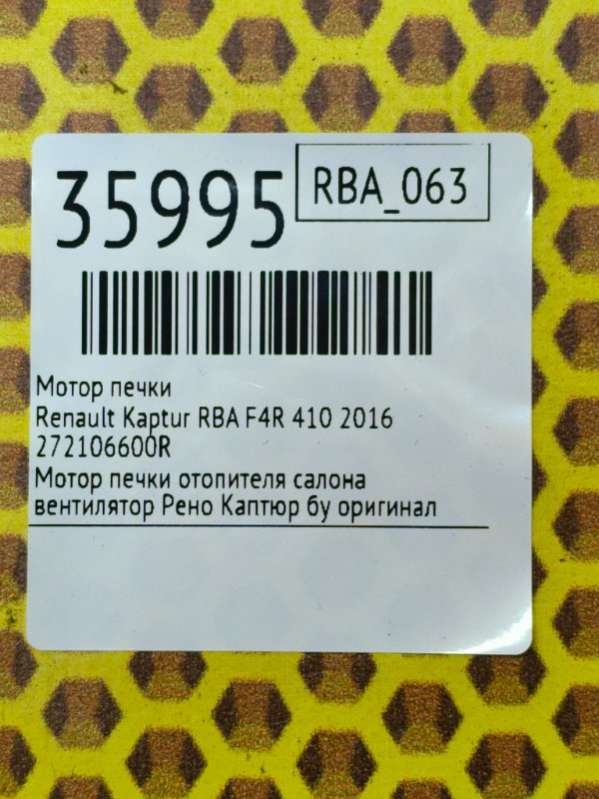 35995
RBA_063
Мотор печки
Renault Kaptur RBA F4R 410 2016
272106600R
Мотор печки отопителя салона
вентилятор Рено Каптюр бу оригинал